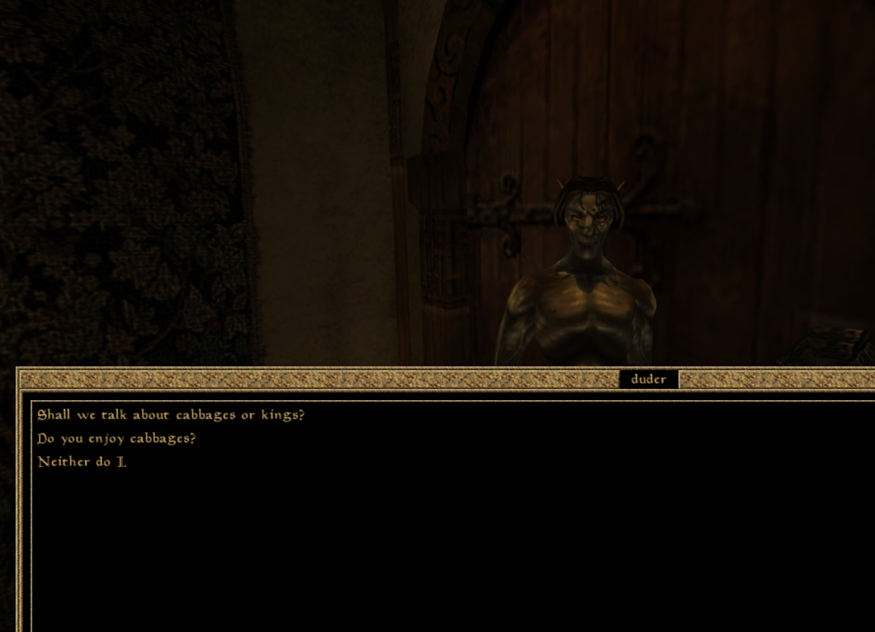 duder
Shall we talk about cabbages or kings?
Do you enjoy cabbages?
Neither do I.